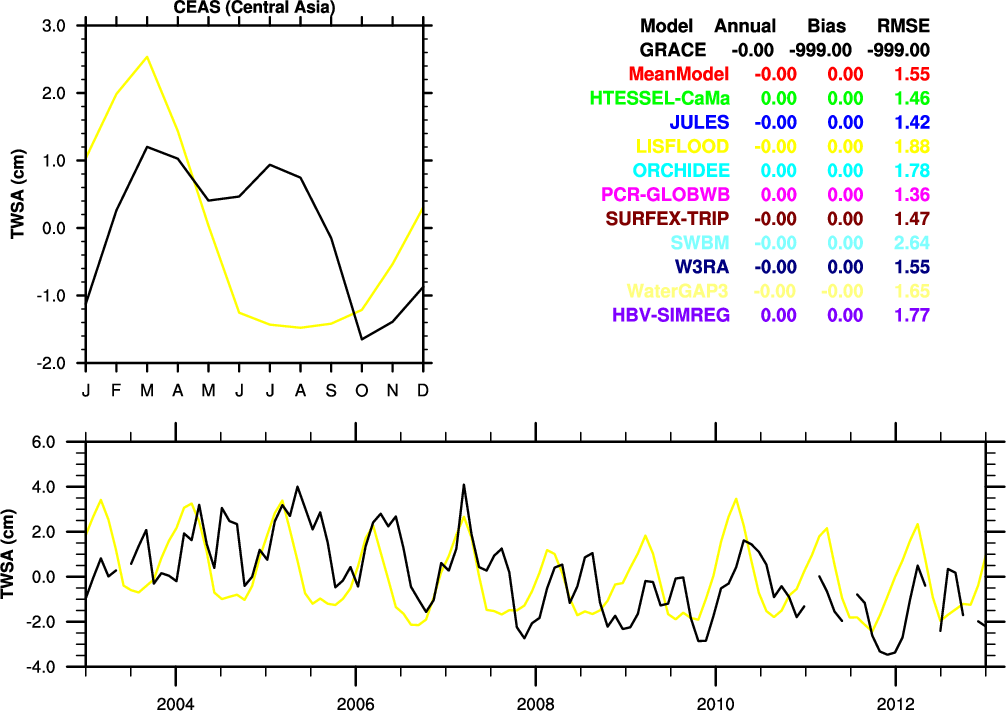 CEAS (Central Asia)
3.0
2.0
1.0
0.0
-1.0
-2.0
TWSA (cm)
J F M A M J J A S O N D
Model Annual Bias RMSE
GRACE -0.00 -999.00 -999.00
MeanModel -0.00 0.00 1.55
HTESSEL-CaMa 0.00 0.00 1.46
JULES -0.00 0.00 1.42
LISFLOOD -0.00 0.00 1.88
ORCHIDEE 0.00 0.00 1.78
PCR-GLOBWB 0.00 0.00 1.36
SURFEX-TRIP -0.00 0.00 1.47
SWBM -0.00 0.00 2.64
W3RA -0.00 0.00 1.55
WaterGAP3 -0.00 -0.00 1.65
HBV-SIMREG 0.00 0.00 1.77
6.0
4.0
2.0
0.0
-2.0
-4.0
TWSA (cm)
2004 2006 2008 2010 2012